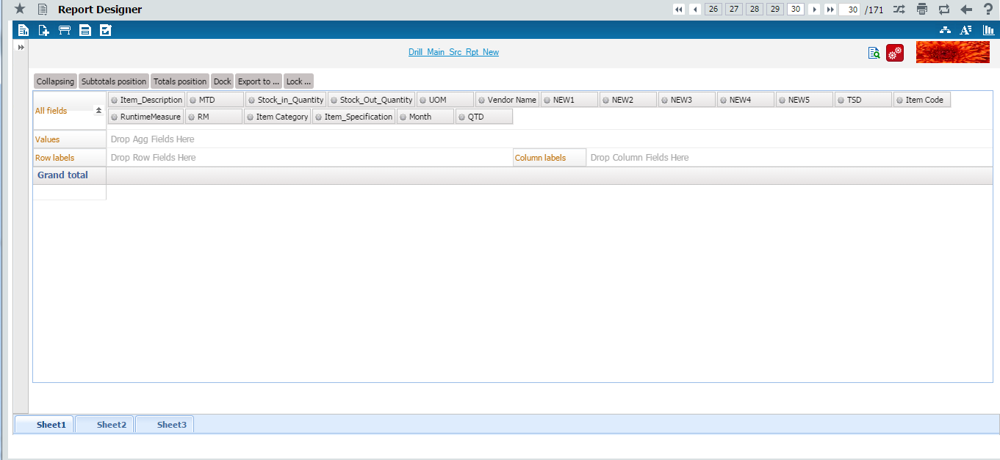 Report Designer 26 27 28 29 30 30 /171 ?
A
Drill_Main_Src_Rpt_New
Collapsing Subtotals position Totals position Dock Export to ... Lock ...
All fields
Item_Description MTD Stock_in_Quantity Stock_Out_Quantity UOM Vendor Name NEW1 NEW2 NEW3 NEW4 NEW5 TSD Item Code
RuntimeMeasure RM Item Category Item_Specification Month QTD
Values Drop Agg Fields Here
Row labels Drop Row Fields Here Column labels Drop Column Fields Here
Grand total
Sheet1 Sheet2 Sheet3